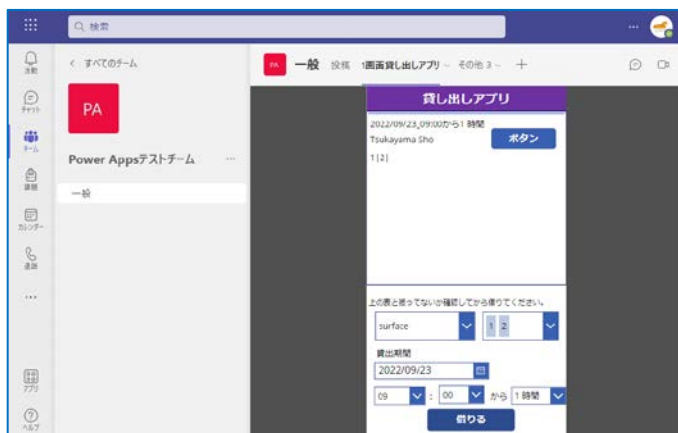 検索
活動
チャット
チーム
課題
カレンダー
通話
アプリ
ヘルプ
< すべてのチーム
PA
Power Appsテストチーム
一般
PA
一般 投稿 1画面貸し出しアプリ その他 3 +
貸し出しアプリ
2022/09/23_09:00から1 時間
Tsukayama Sho
ボタン
1|2|
上の表と被ってないか確認してから借りてください。
surface
1 2
貸出期間
2022/09/23
09 : 00 から 1 時間
借りる